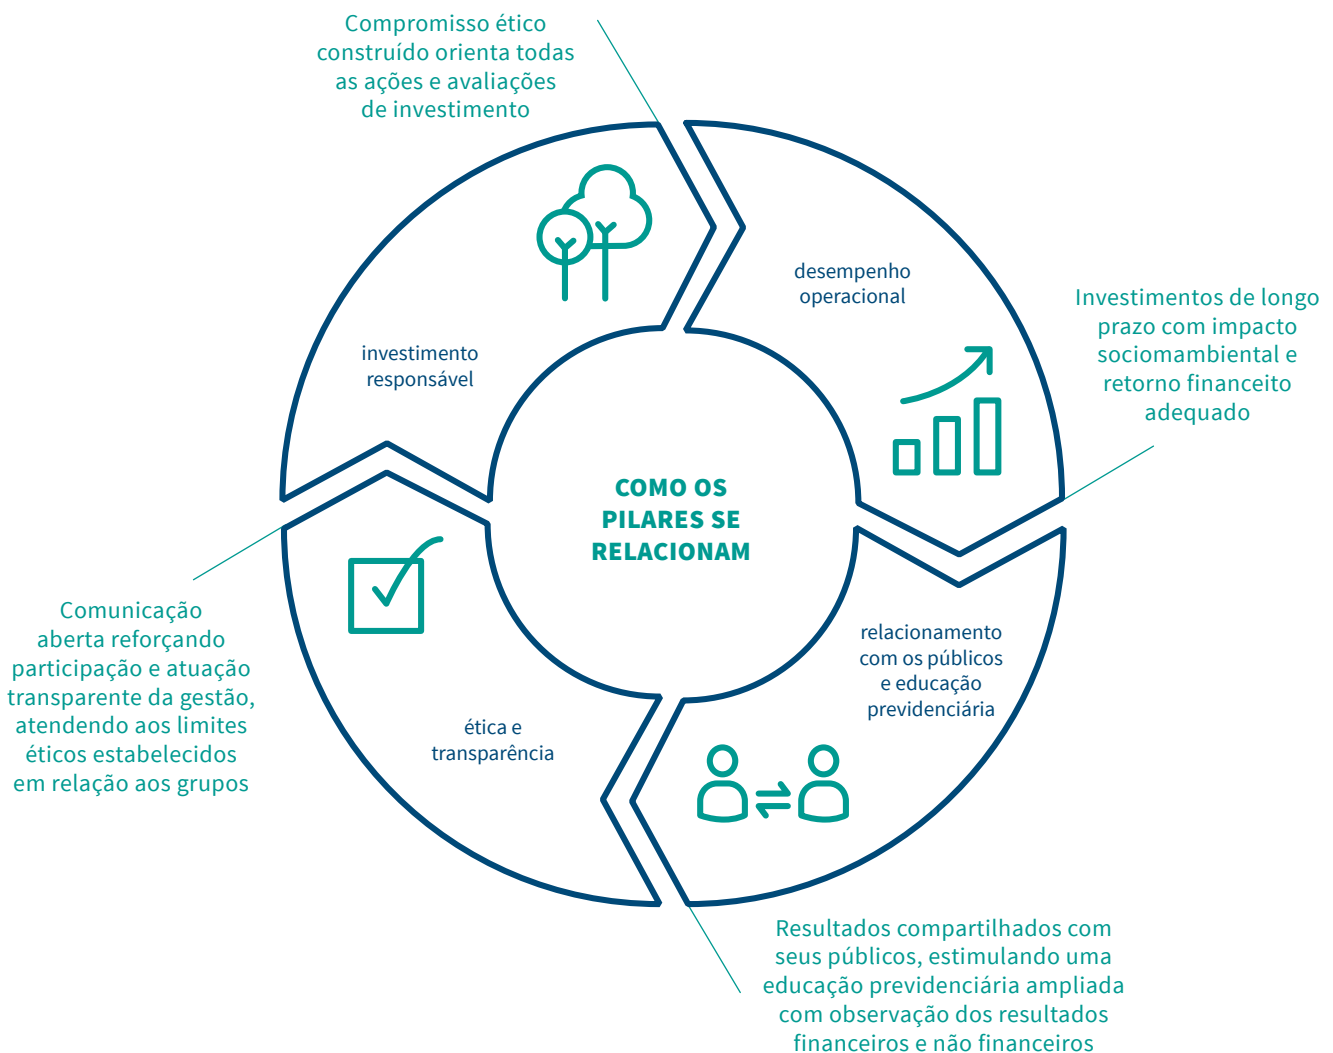 Compromisso ético
construído orienta todas
as ações e avaliações
de investimento
desempenho
operacional
Investimentos de longo
prazo com impacto
sociomambiental e
retorno financeito
adequado
investimento
responsável
COMO OS
PILARES SE
RELACIONAM
Comunicação
aberta reforçando
participação e atuação
transparente da gestão,
atendendo aos limites
éticos estabelecidos
em relação aos grupos
relacionamento
com os públicos
e educação
previdenciária
ética e
transparência
Resultados compartilhados com
seus públicos, estimulando uma
educação previdenciária ampliada
com observação dos resultados
financeiros e não financeiros